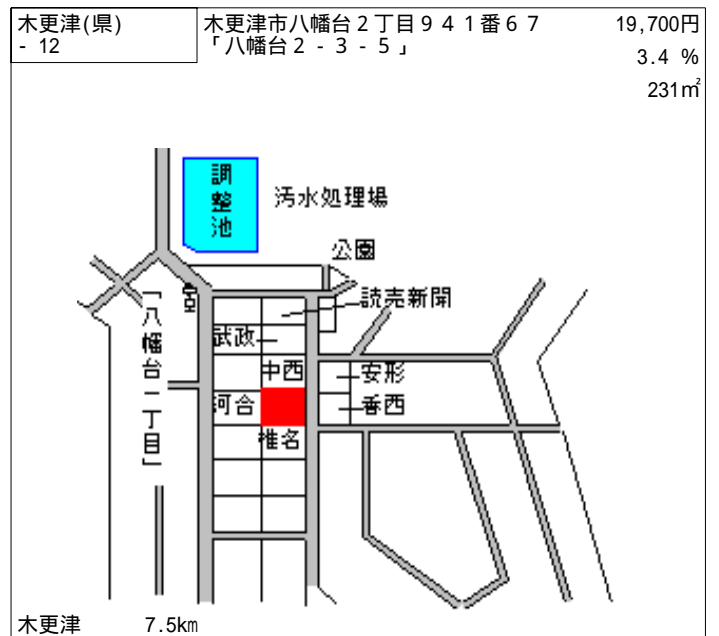 木更津(県)
- 12
木更津市八幡台２丁目９４１番６７
「八幡台２-３-５」
19,700円
3.4 %
231㎡
調整池
汚水処理場
公園
宮
読売新聞
「八幡台一丁目」
武政
中西
安形
河合
香西
椎名
木更津 7.5㎞